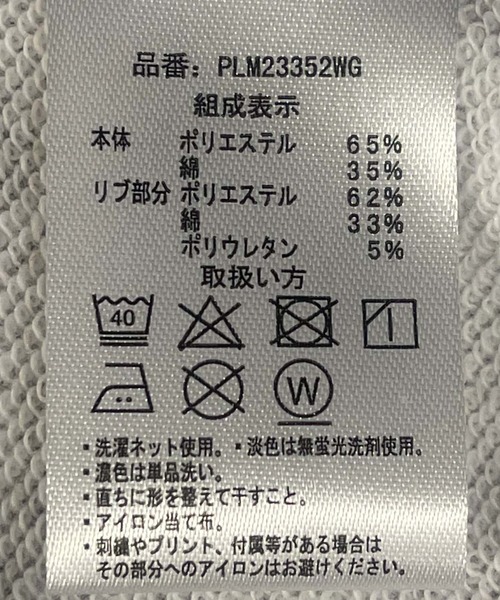 品番: PLM23352WG
組成表示
本体 ポリエステル 65%
綿 35%
リブ部分 ポリエステル 62%
綿 33%
ポリウレタン 5%
取扱い方
40
W
・洗濯ネット使用。・淡色は無蛍光洗剤使用。
・濃色は単品洗い。
・直ちに形を整えて干すこと。
・アイロン当て布。
・刺繍やプリント、付属等がある場合は
その部分へのアイロンはお避けください。